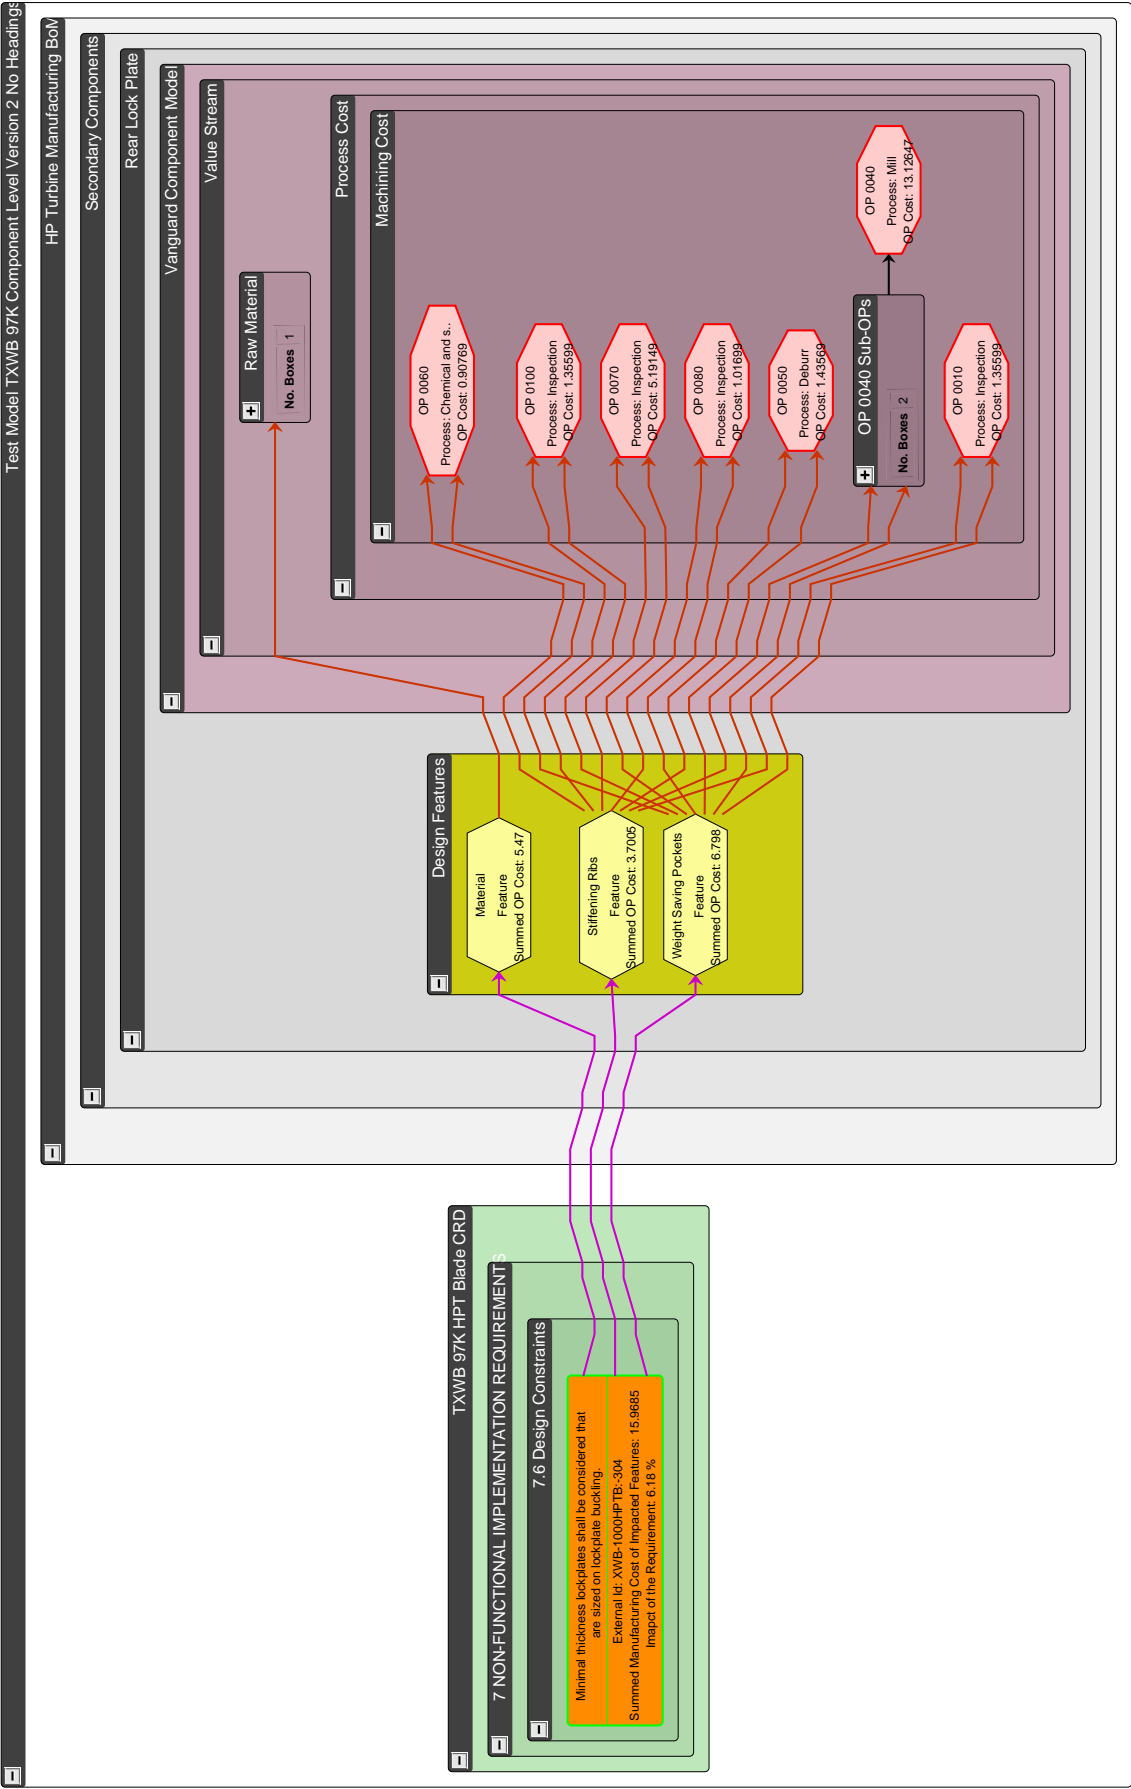 Test Model TXWB 97K Component Level Version 2 No Headings
HP Turbine Manufacturing BoM
Secondary Components
Rear Lock Plate
Vanguard Component Model
Value Stream
Raw Material
No. Boxes 1
Process Cost
Machining Cost
OP 0060
Process: Chemical and s..
OP Cost: 0.90769
OP 0100
Process: Inspection
OP Cost: 1.35599
OP 0070
Process: Inspection
OP Cost: 5.19149
OP 0080
Process: Inspection
OP Cost: 1.01699
OP 0050
Process: Deburr
OP Cost: 1.43569
OP 0040 Sub-OPs
No. Boxes 2
OP 0040
Process: Mill
OP Cost: 13.12647
OP 0010
Process: Inspection
OP Cost: 1.35599
Design Features
Material
Feature
Summed OP Cost: 5.47
Stiffening Ribs
Feature
Summed OP Cost: 3.7005
Weight Saving Pockets
Feature
Summed OP Cost: 6.798
TXWB 97K HPT Blade CRD
7 NON-FUNCTIONAL IMPLEMENTATION REQUIREMENTS
7.6 Design Constraints
Minimal thickness lockplates shall be considered that
are sized on lockplate buckling.
External Id: XWB-1000HPTB:-304
Summed Manufacturing Cost of Impacted Features: 15.9685
Imapct of the Requirement: 6.18 %